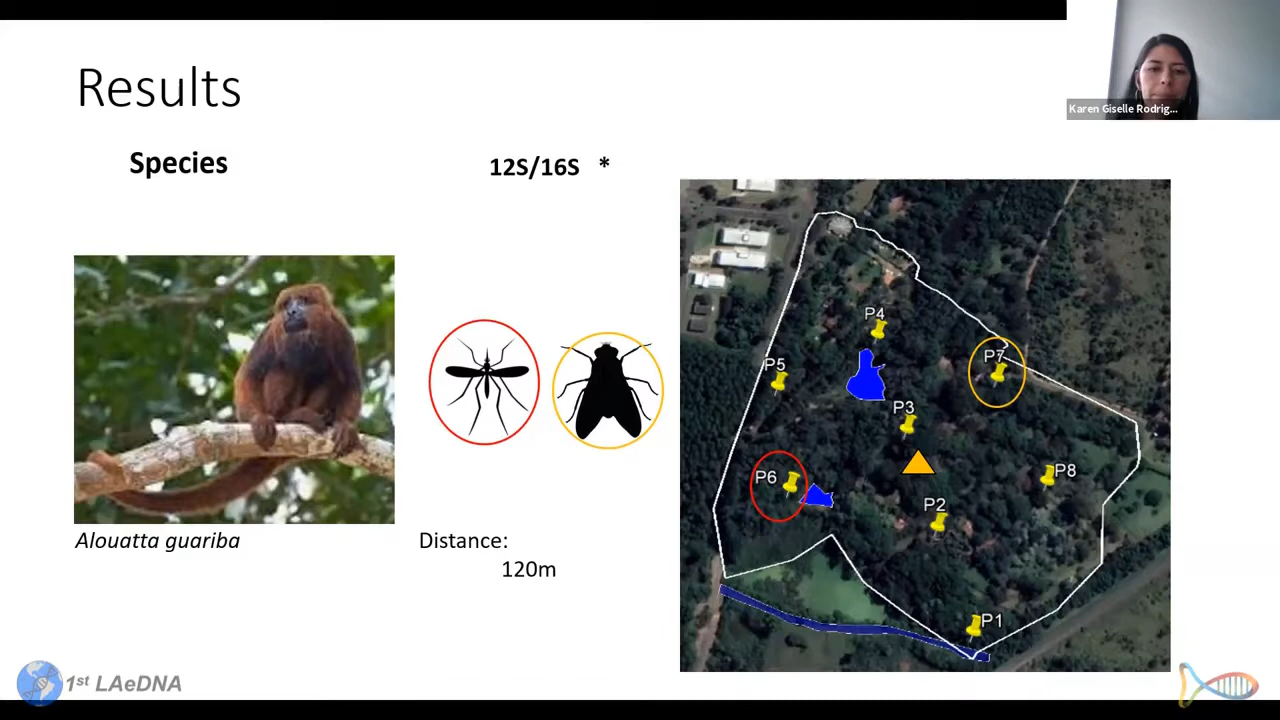 Results
Karen Giselle Rodrig...
Species
12S/16S *
P4
P5
P7
P3
P6
P8
P2
P1
Alouatta guariba
Distance:
120m
1st LAeDNA